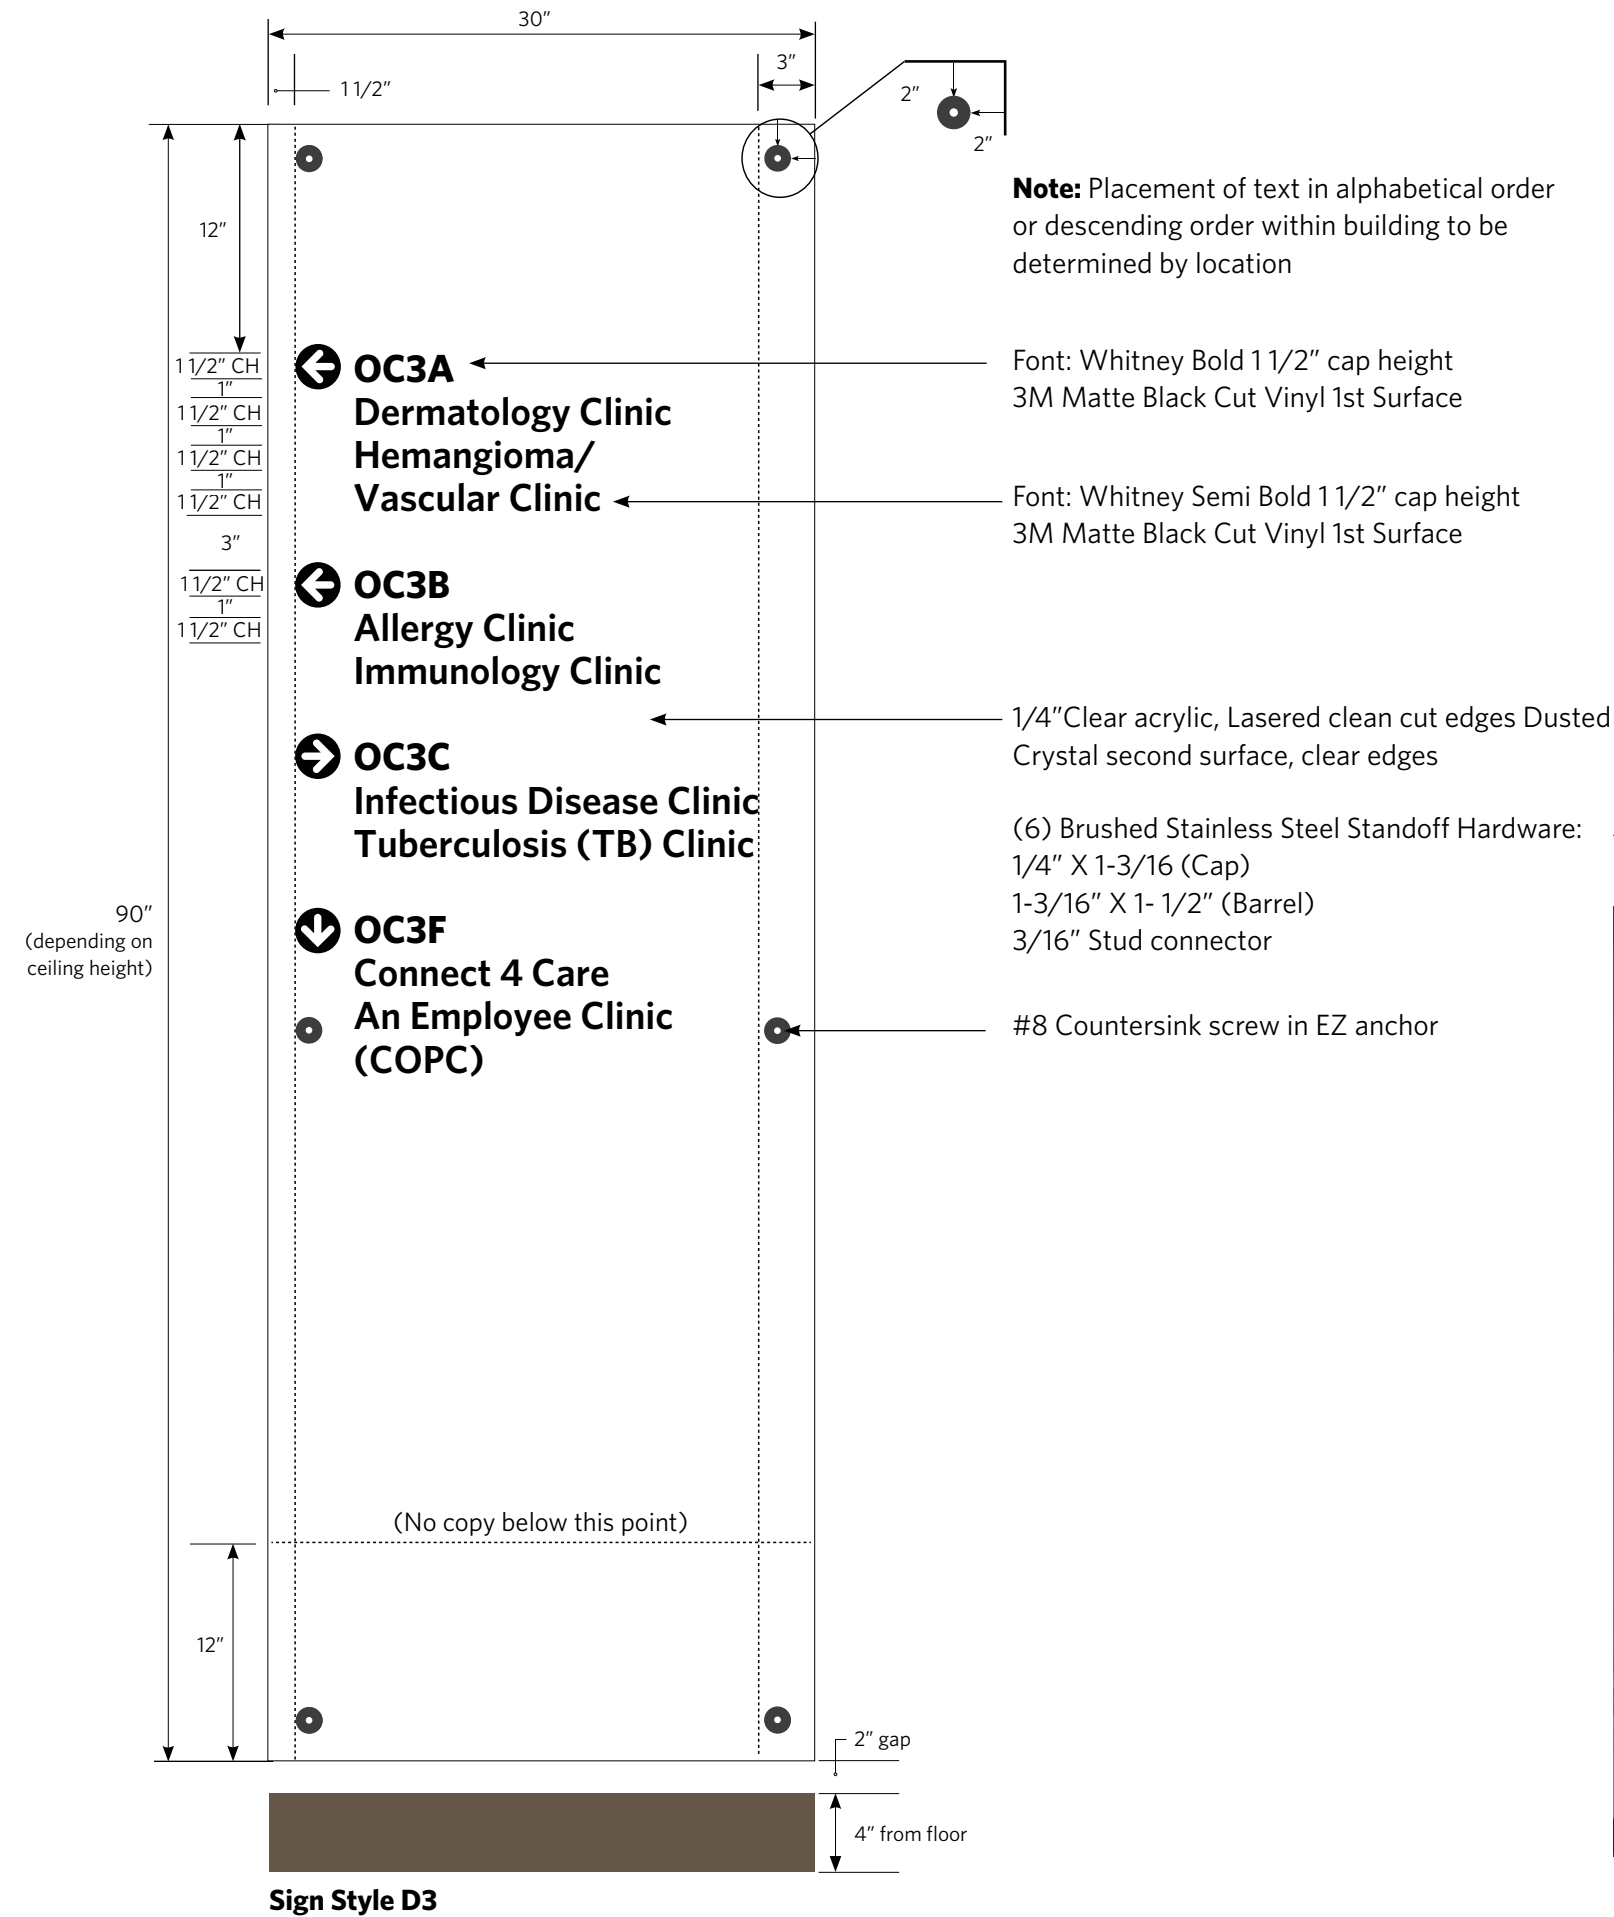 30”
3”
1 1/2”
2”
2”
12”
Note: Placement of text in alphabetical order
or descending order within building to be
determined by location
1 1/2” CH
1”
1 1/2” CH
1”
1 1/2” CH
1”
1 1/2” CH
3”
1 1/2” CH
1”
1 1/2” CH
OC3A
Dermatology Clinic
Hemangioma/
Vascular Clinic
OC3B
Allergy Clinic
Immunology Clinic
OC3C
Infectious Disease Clinic
Tuberculosis (TB) Clinic
OC3F
Connect 4 Care
An Employee Clinic
(COPC)
Font: Whitney Bold 1 1/2” cap height
3M Matte Black Cut Vinyl 1st Surface
Font: Whitney Semi Bold 1 1/2” cap height
3M Matte Black Cut Vinyl 1st Surface
1/4”Clear acrylic, Lasered clean cut edges Dusted
Crystal second surface, clear edges
(6) Brushed Stainless Steel Standoff Hardware:
1/4” X 1-3/16 (Cap)
1-3/16” X 1- 1/2” (Barrel)
3/16” Stud connector
#8 Countersink screw in EZ anchor
90”
(depending on
ceiling height)
(No copy below this point)
12”
2” gap
4” from floor
Sign Style D3